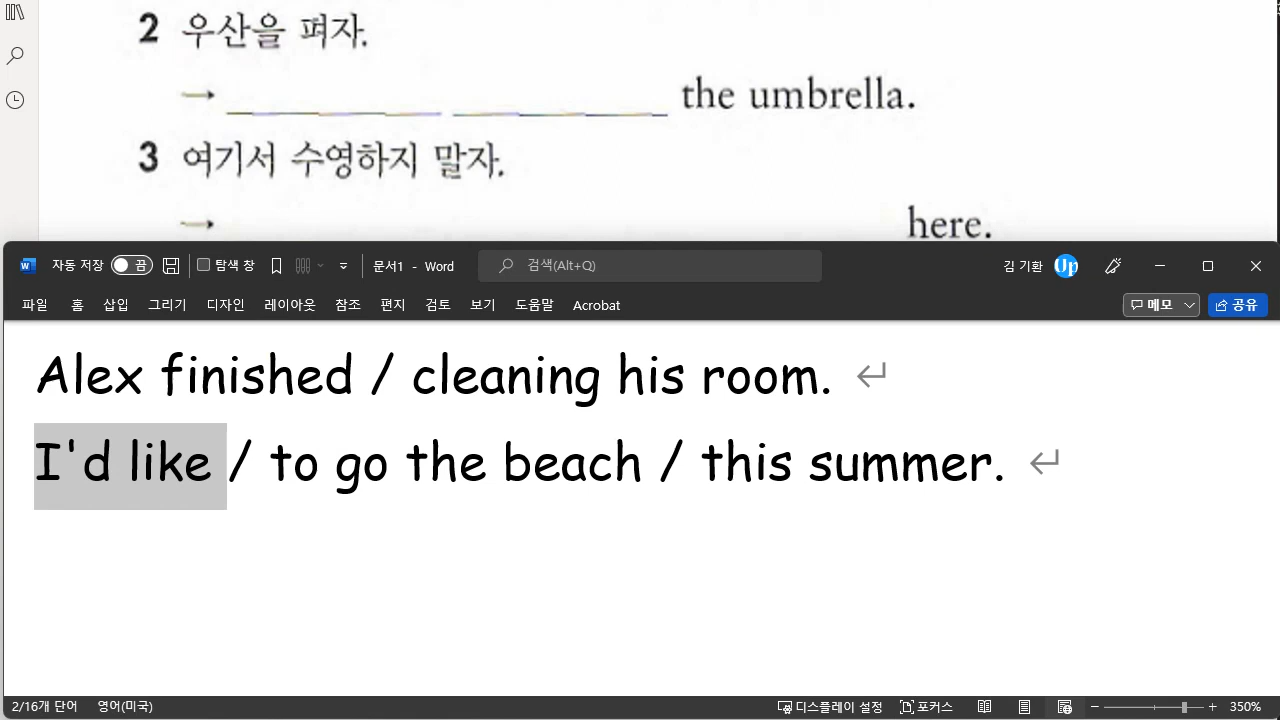 2 우산을 펴자.
→ ________ ________ the umbrella.
3 여기서 수영하지 말자.
→ here.
자동 저장 끔 탐색 창 문서1 - Word 검색(Alt+Q) 김 기환 Up
파일 홈 삽입 그리기 디자인 레이아웃 참조 편지 검토 보기 도움말 Acrobat 메모 공유
Alex finished / cleaning his room.
I'd like / to go the beach / this summer.
2/16개 단어 영어(미국) 디스플레이 설정 포커스 350%